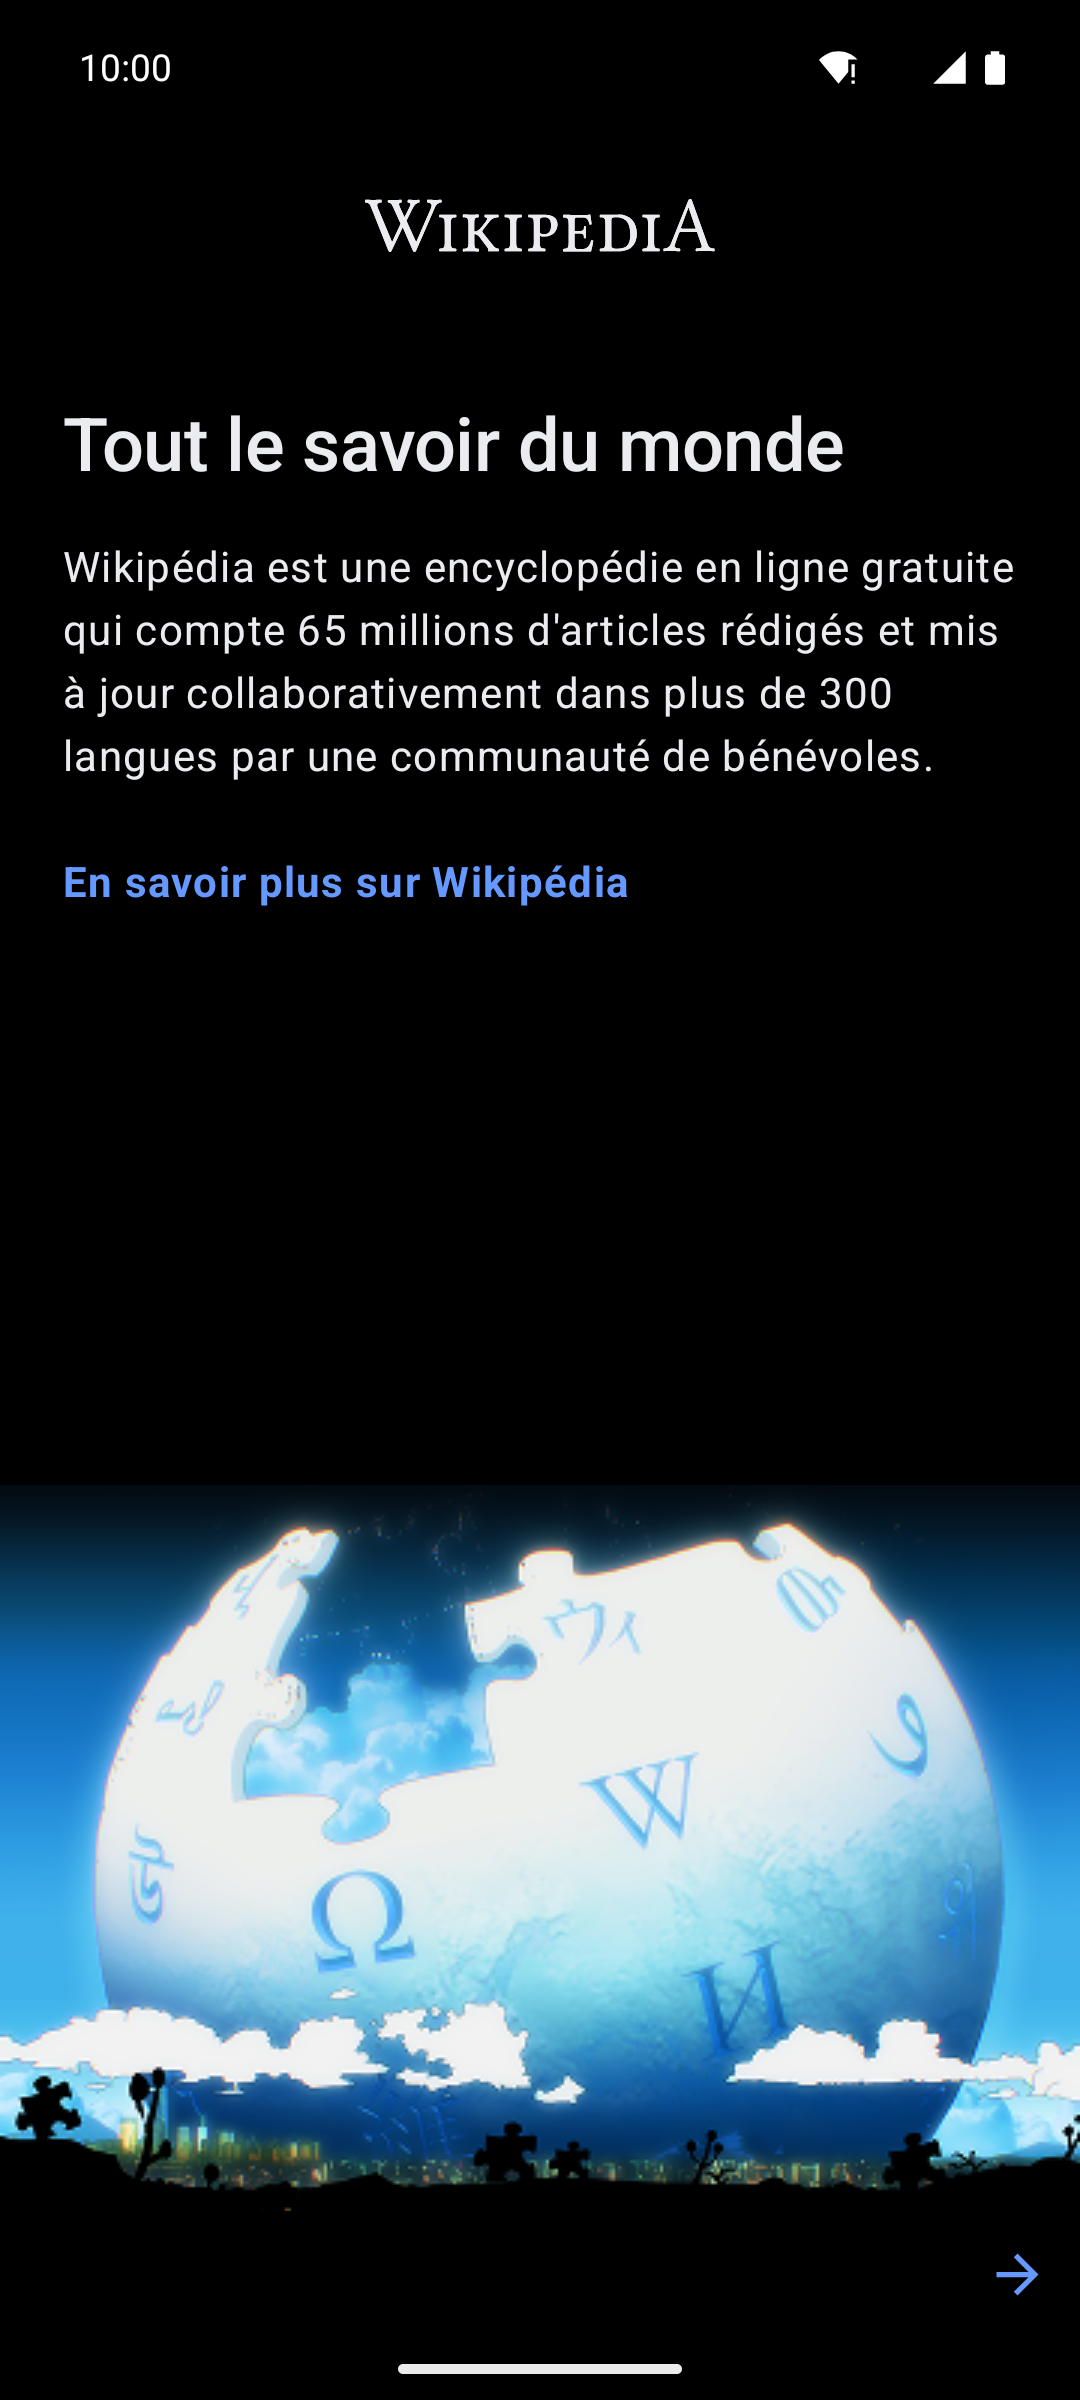 10:00
WIKIPEDIA
Tout le savoir du monde
Wikipédia est une encyclopédie en ligne gratuite
qui compte 65 millions d'articles rédigés et mis
à jour collaborativement dans plus de 300
langues par une communauté de bénévoles.
En savoir plus sur Wikipédia
ウィ
W
Ω
И